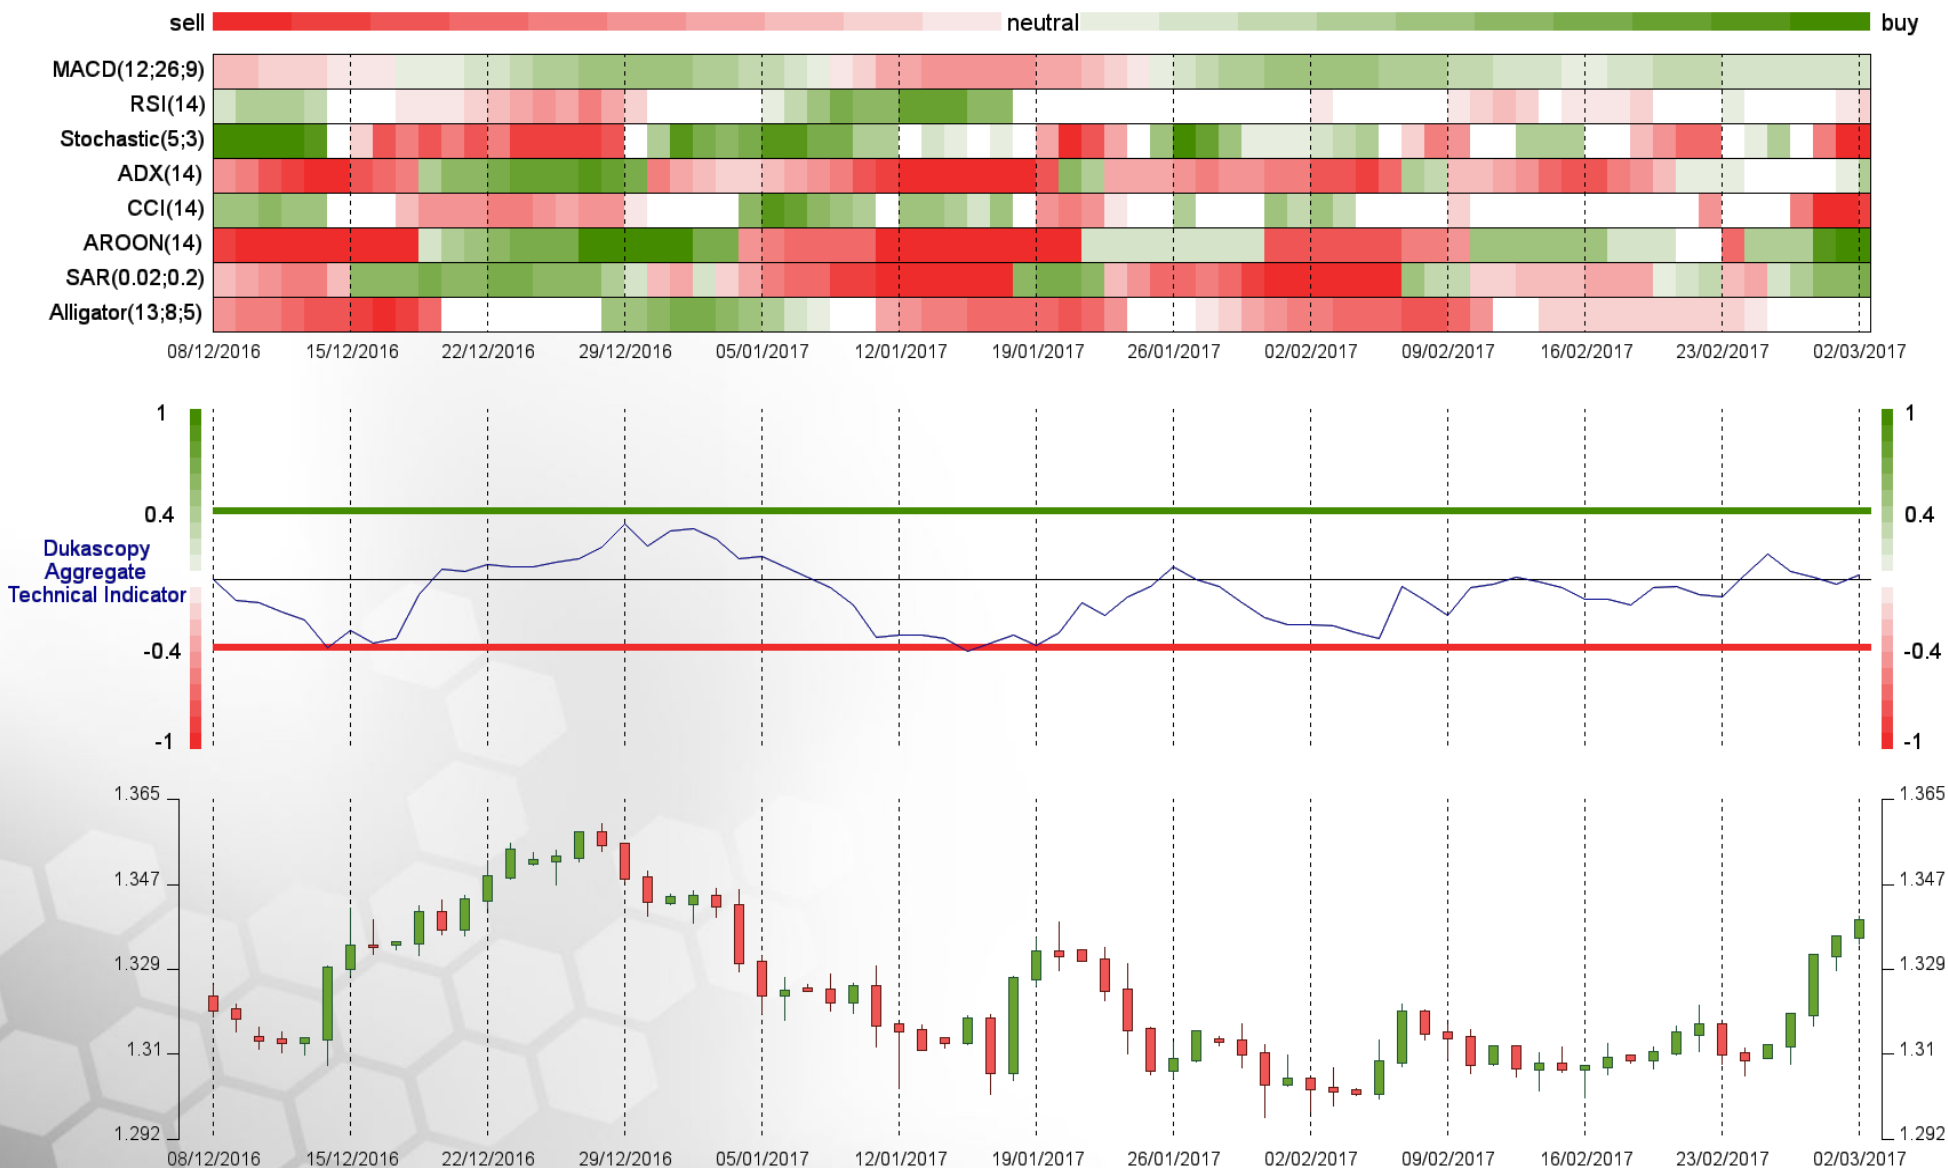 sell neutral buy
MACD(12;26;9)
RSI(14)
Stochastic(5;3)
ADX(14)
CCI(14)
AROON(14)
SAR(0.02;0.2)
Alligator(13;8;5)
08/12/2016 15/12/2016 22/12/2016 29/12/2016 05/01/2017 12/01/2017 19/01/2017 26/01/2017 02/02/2017 09/02/2017 16/02/2017 23/02/2017 02/03/2017
1 1
0.4 0.4
Dukascopy
Aggregate
Technical Indicator
-0.4 -0.4
-1 -1
1.365 1.365
1.347 1.347
1.329 1.329
1.31 1.31
1.292 1.292
08/12/2016 15/12/2016 22/12/2016 29/12/2016 05/01/2017 12/01/2017 19/01/2017 26/01/2017 02/02/2017 09/02/2017 16/02/2017 23/02/2017 02/03/2017